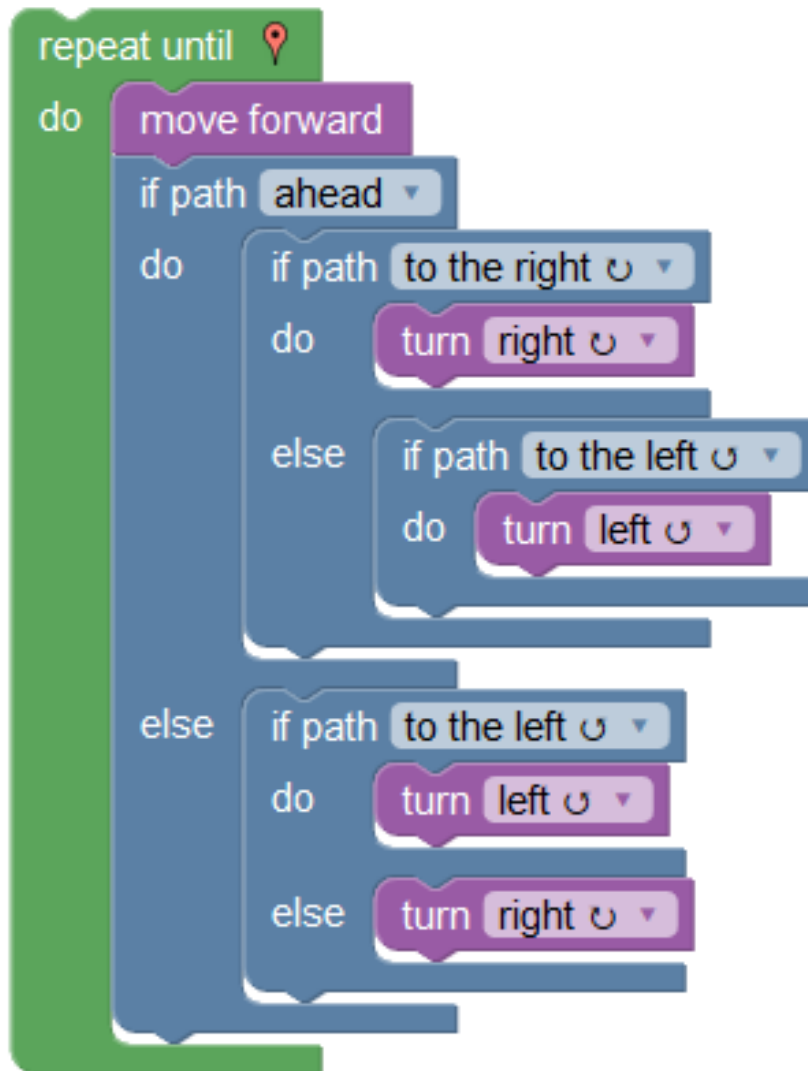 repeat until
do move forward
if path ahead
do if path to the right ↻
do turn right ↻
else if path to the left ↺
do turn left ↺
else if path to the left ↺
do turn left ↺
else turn right ↻